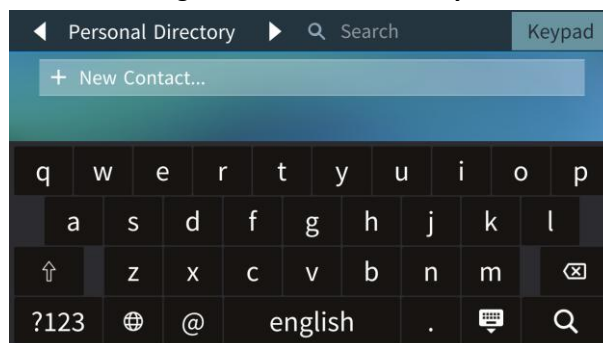 Personal Directory Search Keypad
+ New Contact...
q w e r t y u i o p
a s d f g h j k l
z x c v b n m
?123 @ english .